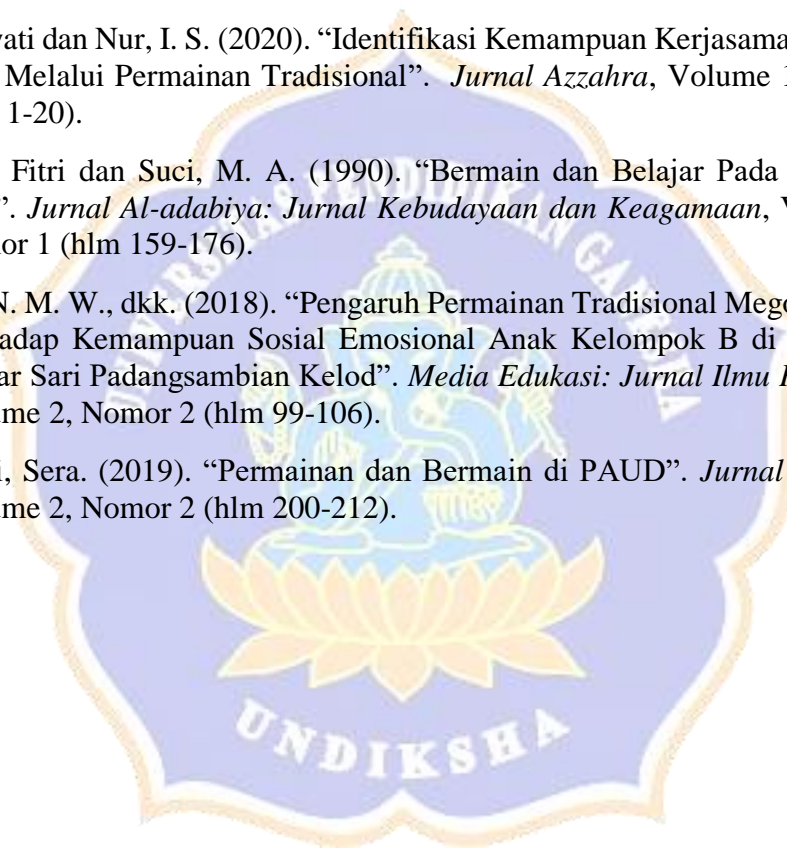 yati dan Nur, I. S. (2020). “Identifikasi Kemampuan Kerjasama
Melalui Permainan Tradisional”. Jurnal Azzahra, Volume
1-20).
Fitri dan Suci, M. A. (1990). “Bermain dan Belajar Pada
”. Jurnal Al-adabiya: Jurnal Kebudayaan dan Keagamaan,
or 1 (hlm 159-176).
N. M. W., dkk. (2018). “Pengaruh Permainan Tradisional Mego
adap Kemampuan Sosial Emosional Anak Kelompok B di
ar Sari Padangsambian Kelod”. Media Edukasi: Jurnal Ilmu
me 2, Nomor 2 (hlm 99-106).
i, Sera. (2019). “Permainan dan Bermain di PAUD”. Jurnal
ume 2, Nomor 2 (hlm 200-212).
UNIVERSITAS PENDIDIKAN GANESHA
UNDIKSHA